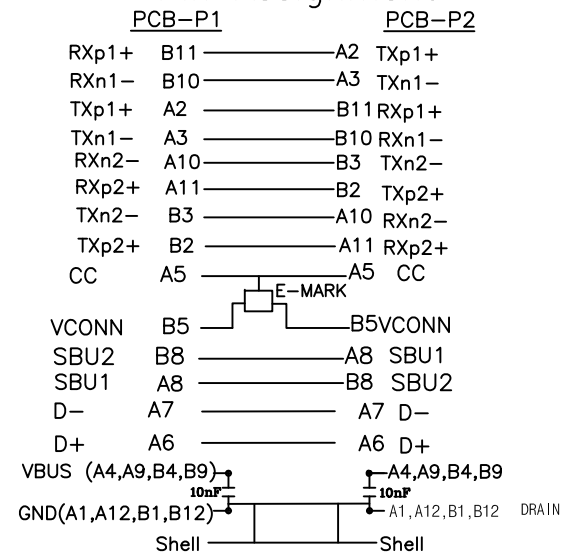 PCB-P1 PCB-P2
RXp1+ B11 A2 TXp1+
RXn1- B10 A3 TXn1-
TXp1+ A2 B11 RXp1+
TXn1- A3 B10 RXn1-
RXn2- A10 B3 TXn2-
RXp2+ A11 B2 TXp2+
TXn2- B3 A10 RXn2-
TXp2+ B2 A11 RXp2+
CC A5 A5 CC
E-MARK
VCONN B5 B5 VCONN
SBU2 B8 A8 SBU1
SBU1 A8 B8 SBU2
D- A7 A7 D-
D+ A6 A6 D+
VBUS (A4,A9,B4,B9) A4,A9,B4,B9
10nF 10nF
GND(A1,A12,B1,B12) A1,A12,B1,B12 DRAIN
Shell Shell